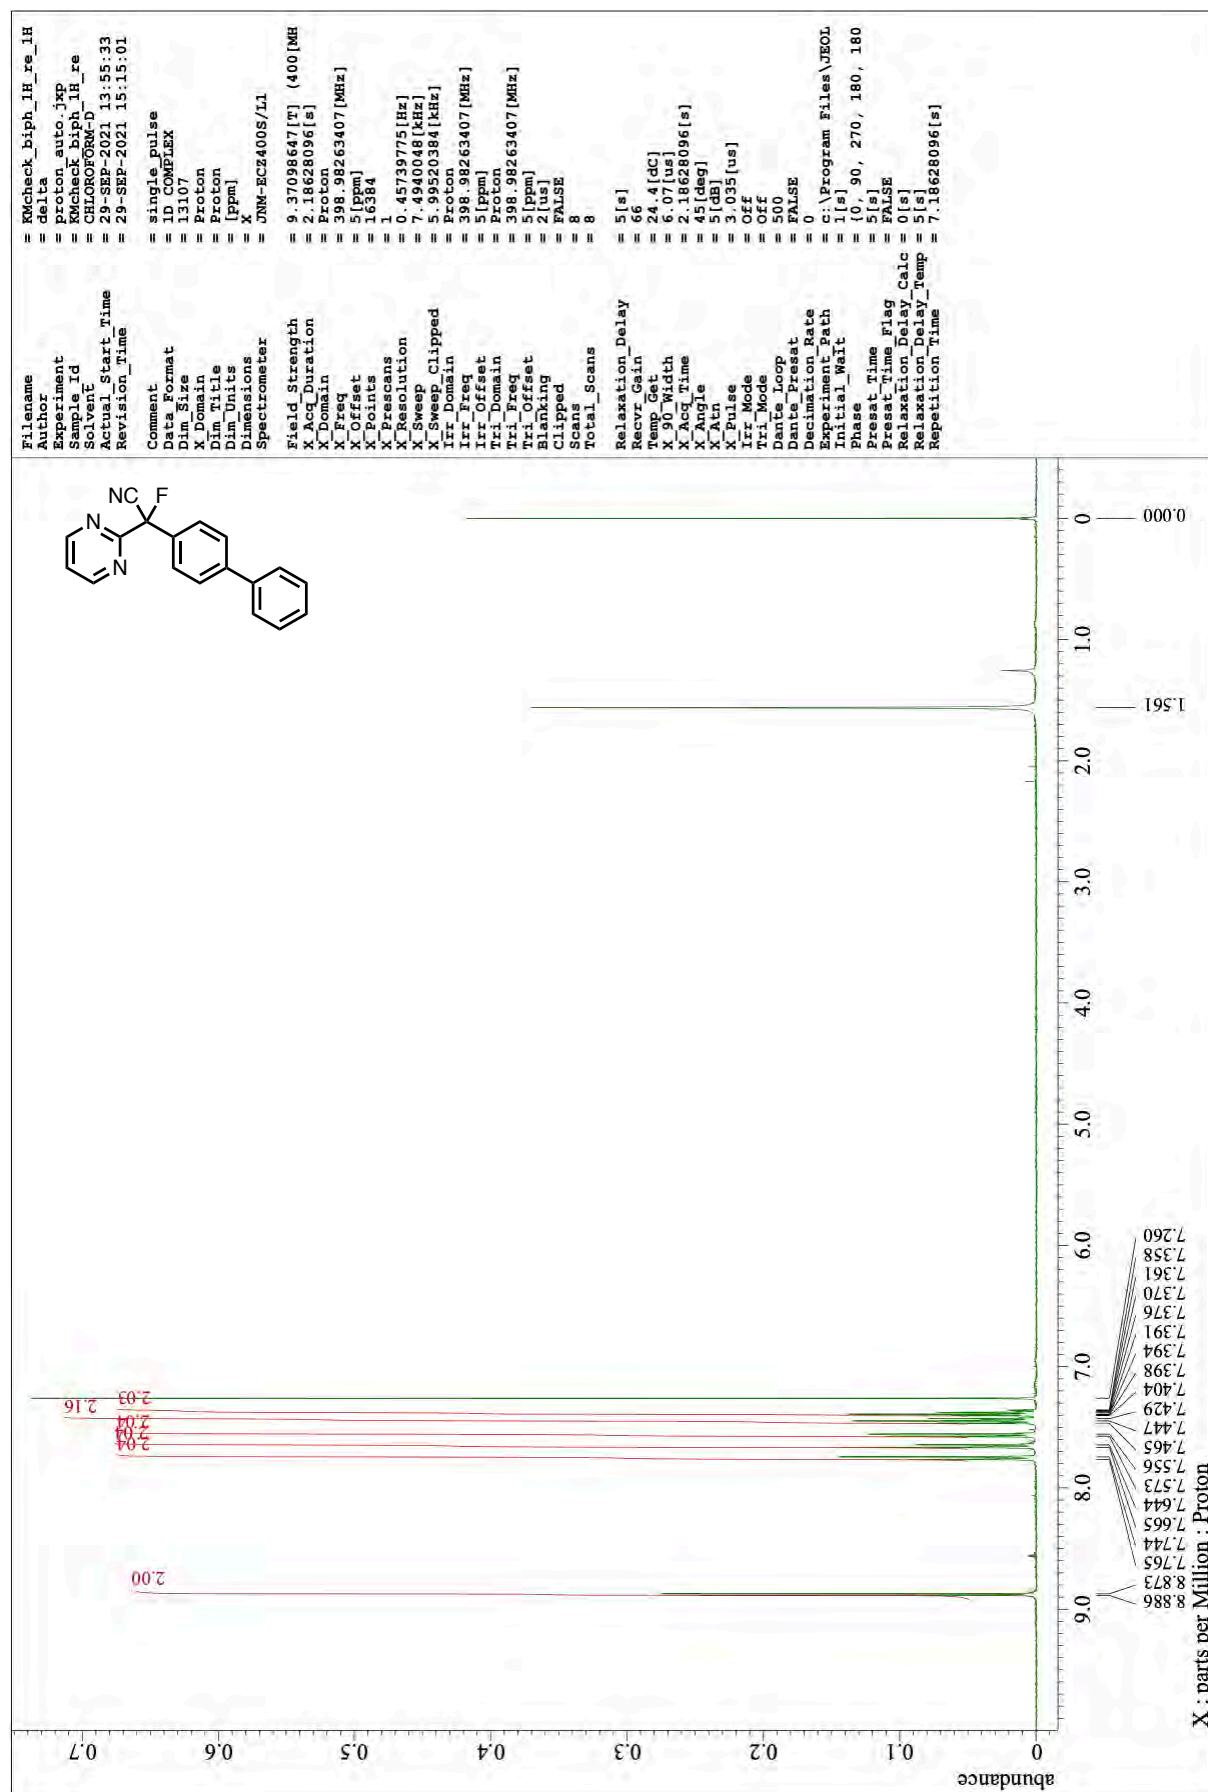 Filename = KMcheck_biph_1H_re_1H
Author = delta
Experiment = proton_auto.jxp
Sample_Id = KMcheck_biph_1H_re
Solvent = CHLOROFORM-D
Actual_Start_Time = 29-SEP-2021 13:55:33
Revision_Time = 29-SEP-2021 15:15:01
Comment = single_pulse
Data_Format = 1D COMPLEX
Dim_Size = 13107
X_Domain = Proton
Dim_Title = Proton
Dim_Units = [ppm]
Dimensions = X
Spectrometer = JNM-ECZ400S/L1
Field_Strength = 9.37098647[T] (400[MH
X_Acq_Duration = 2.18628096[s]
X_Domain = Proton
X_Freq = 398.98263407[MHz]
X_Offset = 5[ppm]
X_Points = 16384
X_Prescans = 1
X_Resolution = 0.45739775[Hz]
X_Sweep = 7.4940048[kHz]
X_Sweep_Clipped = 5.99520384[kHz]
Irr_Domain = Proton
Irr_Freq = 398.98263407[MHz]
Irr_Offset = 5[ppm]
Tri_Domain = Proton
Tri_Freq = 398.98263407[MHz]
Tri_Offset = 5[ppm]
Blanking = 2[us]
Clipped = FALSE
Scans = 8
Total_Scans = 8
Relaxation_Delay = 5[s]
Recvr_Gain = 66
Temp_Get = 24.4[dC]
X_90_Width = 6.07[us]
X_Acq_Time = 2.18628096[s]
X_Angle = 45[deg]
X_Atn = 5[dB]
X_Pulse = 3.035[us]
Irr_Mode = Off
Tri_Mode = Off
Dante_Loop = 500
Dante_Presat = FALSE
Decimation_Rate = 0
Experiment_Path = c:\Program Files\JEOL
Initial_Wait = 1[s]
Phase = {0, 90, 270, 180, 180
Presat_Time = 5[s]
Presat_Time_Flag = FALSE
Relaxation_Delay_Calc = 0[s]
Relaxation_Delay_Temp = 5[s]
Repetition_Time = 7.18628096[s]
NC F
N
N
abundance
0 0.1 0.2 0.3 0.4 0.5 0.6 0.7
2.00
2.04
2.04
2.04
2.16
2.03
9.0 8.0 7.0 6.0 5.0 4.0 3.0 2.0 1.0 0
8.886
8.873
7.765
7.744
7.665
7.644
7.573
7.556
7.465
7.447
7.429
7.404
7.398
7.394
7.391
7.376
7.370
7.361
7.358
7.260
1.561
0.000
X : parts per Million : Proton